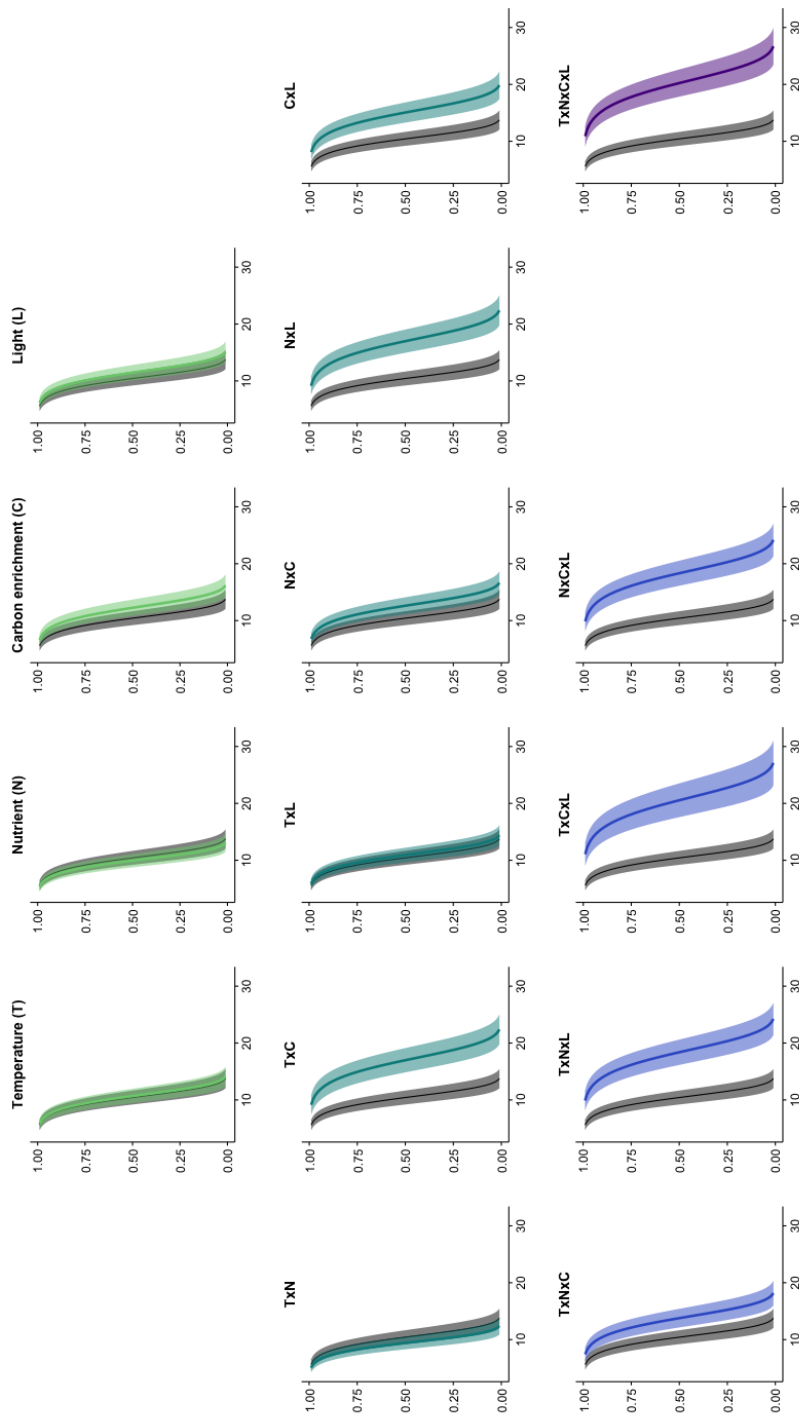 Temperature (T) Nutrient (N) Carbon enrichment (C) Light (L)
1.00 1.00 1.00 1.00
0.75 0.75 0.75 0.75
0.50 0.50 0.50 0.50
0.25 0.25 0.25 0.25
0.00 0.00 0.00 0.00
10 20 30 10 20 30 10 20 30 10 20 30
TxN TxC TxL NxC NxL CxL
1.00 1.00 1.00 1.00 1.00 1.00
0.75 0.75 0.75 0.75 0.75 0.75
0.50 0.50 0.50 0.50 0.50 0.50
0.25 0.25 0.25 0.25 0.25 0.25
0.00 0.00 0.00 0.00 0.00 0.00
10 20 30 10 20 30 10 20 30 10 20 30 10 20 30 10 20 30
TxNxC TxNxL TxCxL NxCxL TxNxCxL
1.00 1.00 1.00 1.00 1.00
0.75 0.75 0.75 0.75 0.75
0.50 0.50 0.50 0.50 0.50
0.25 0.25 0.25 0.25 0.25
0.00 0.00 0.00 0.00 0.00
10 20 30 10 20 30 10 20 30 10 20 30 10 20 30